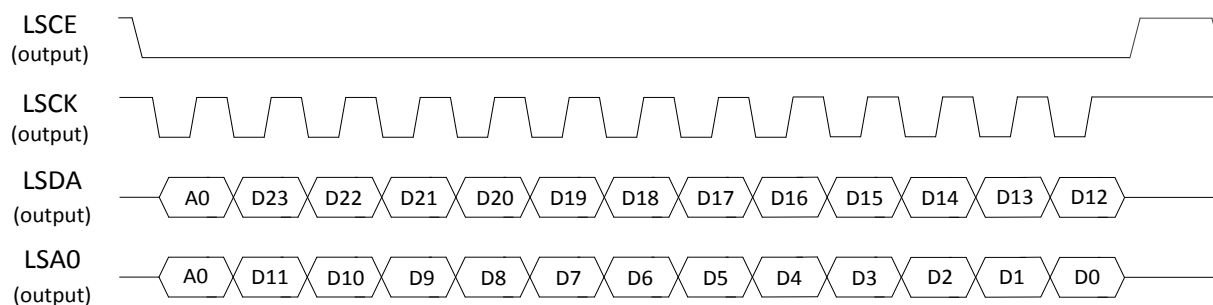 LSCE
(output)
LSCK
(output)
LSDA
(output)
A0 D23 D22 D21 D20 D19 D18 D17 D16 D15 D14 D13 D12
LSA0
(output)
A0 D11 D10 D9 D8 D7 D6 D5 D4 D3 D2 D1 D0